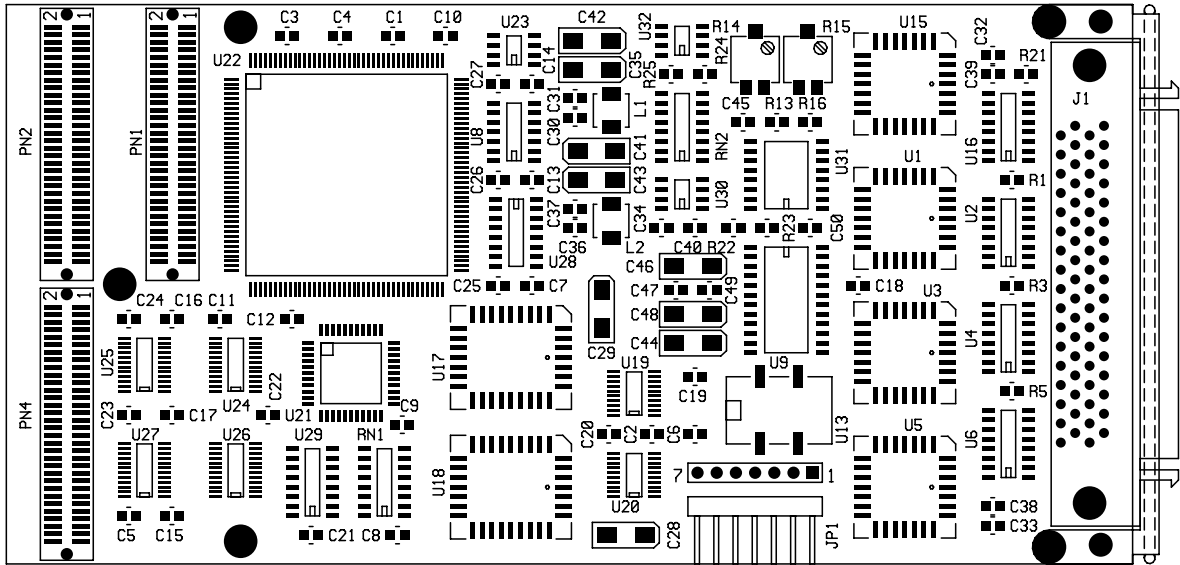 C3
C4
C1
C10
U23
C42
U32
R14
R24
R15
U15
C32
R21
2
1
2
1
U22
C27
C14
C35
R25
C39
J1
PN2
PN1
U8
C31
C30
L1
C41
C45
R13
R16
RN2
U31
U16
C26
C13
C43
U30
U1
R1
C37
C36
C34
L2
U28
C40
R22
R23
C50
U2
C25
C7
C46
C47
C48
C49
C44
C18
U3
R3
2
1
C24
C16
C11
C12
U25
U24
C22
U21
C9
U17
C29
U19
C19
U9
U4
R5
PN4
C23
C17
U27
U26
U29
RN1
C20
C2
C6
U13
U5
U6
U18
7
1
U20
C5
C15
C21
C8
C28
JP1
C38
C33